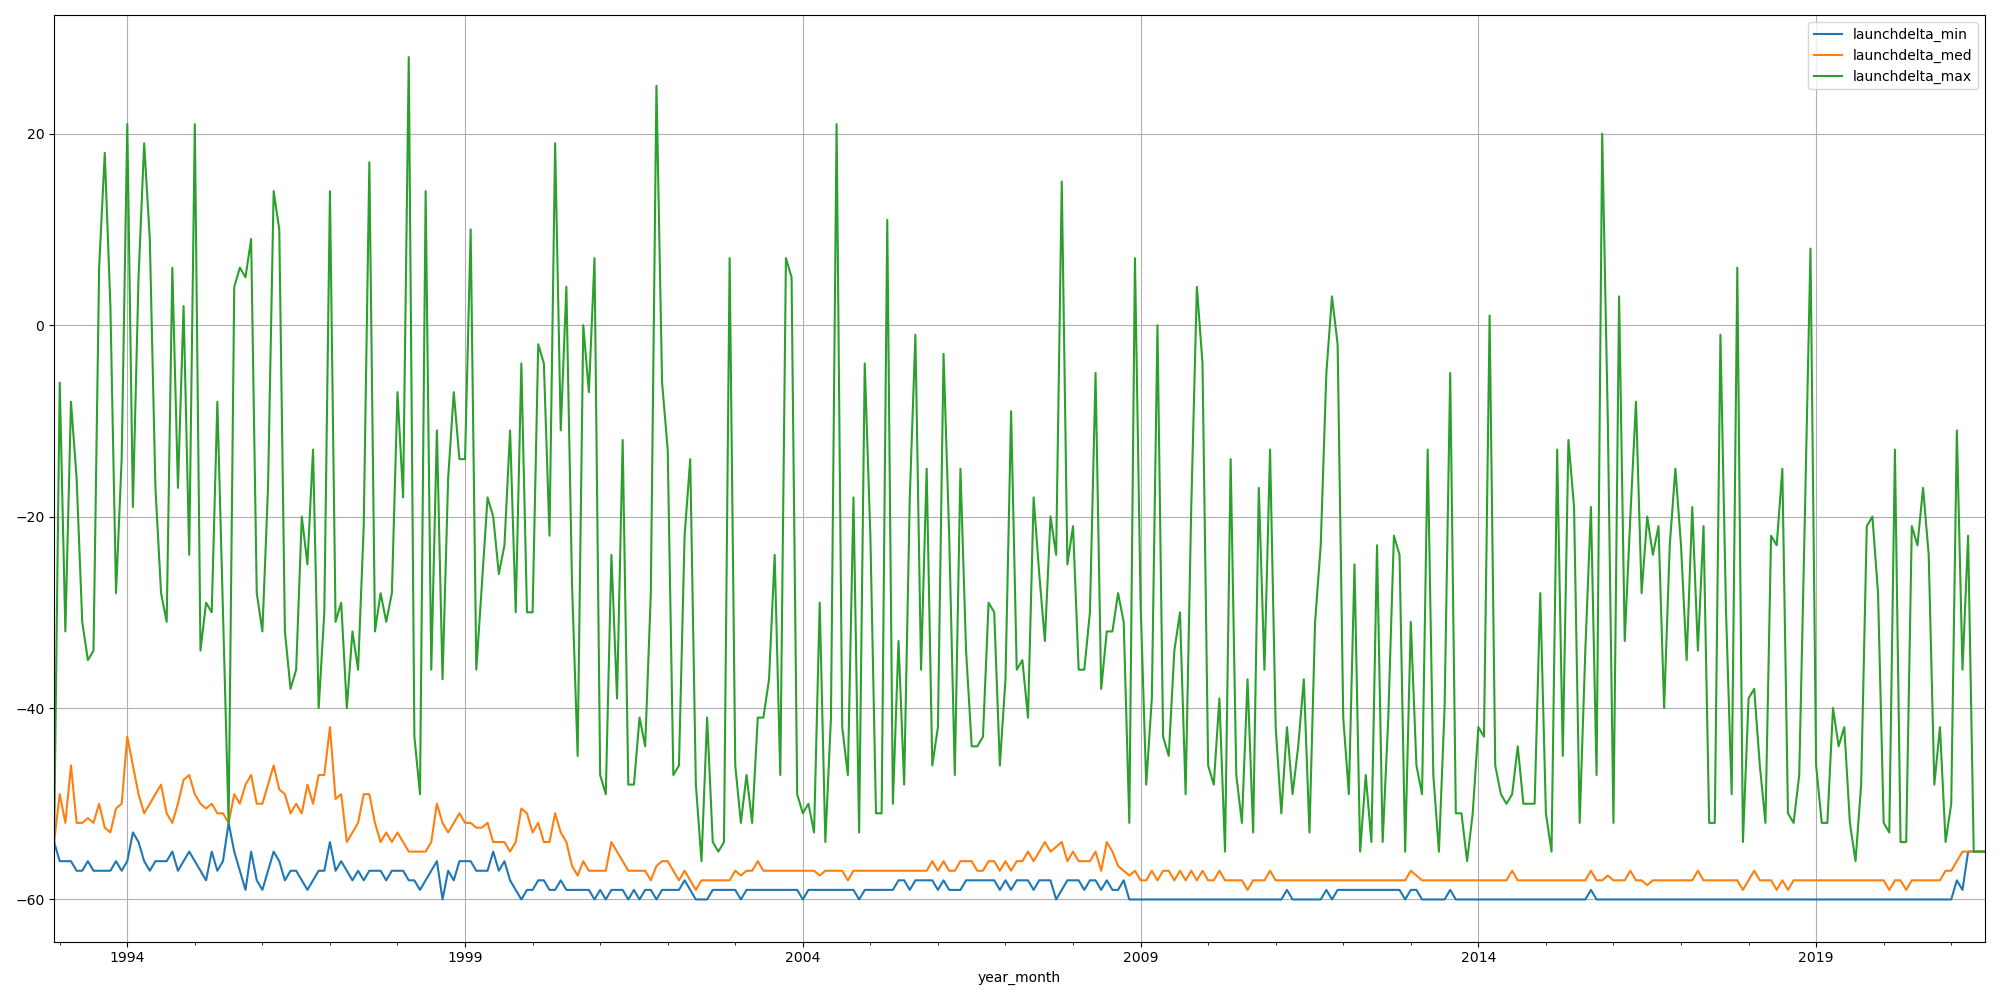 launchdelta_min
launchdelta_med
launchdelta_max
20
0
−20
−40
−60
1994 1999 2004 2009 2014 2019
year_month